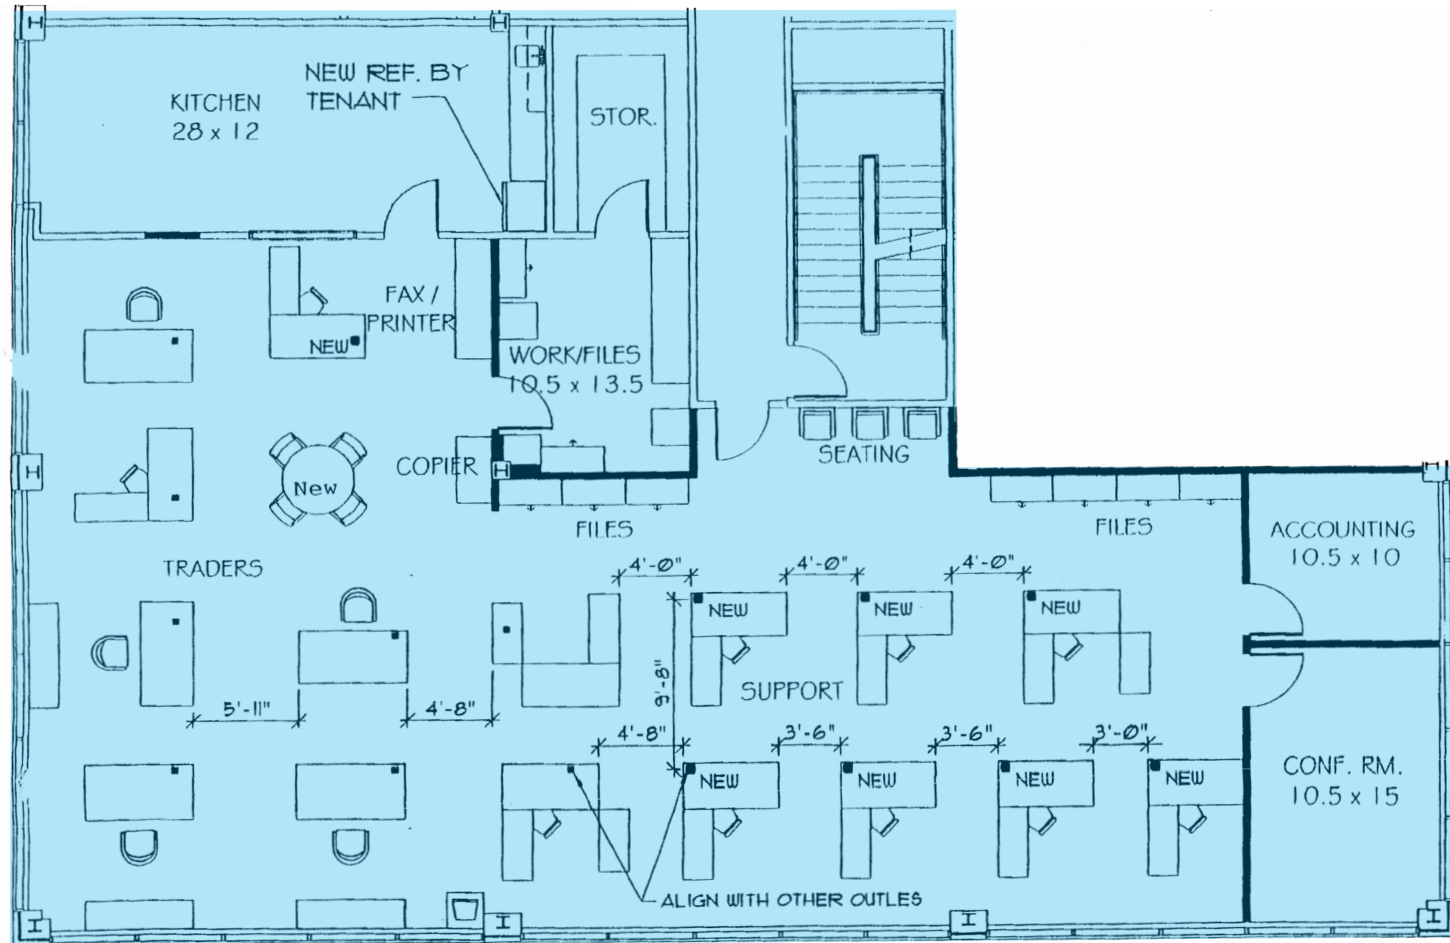 NEW REF. BY
TENANT
KITCHEN
28 x 12
STOR.
FAX /
PRINTER
NEW
WORK/FILES
10.5 x 13.5
COPIER
New
SEATING
FILES
FILES
ACCOUNTING
10.5 x 10
TRADERS
4'-0"
4'-0"
4'-0"
NEW
NEW
NEW
9'-8"
SUPPORT
5'-11"
4'-8"
4'-8"
3'-6"
3'-6"
3'-0"
NEW
NEW
NEW
NEW
CONF. RM.
10.5 x 15
ALIGN WITH OTHER OUTLES
H
H
H
H
H
I
I
I
I